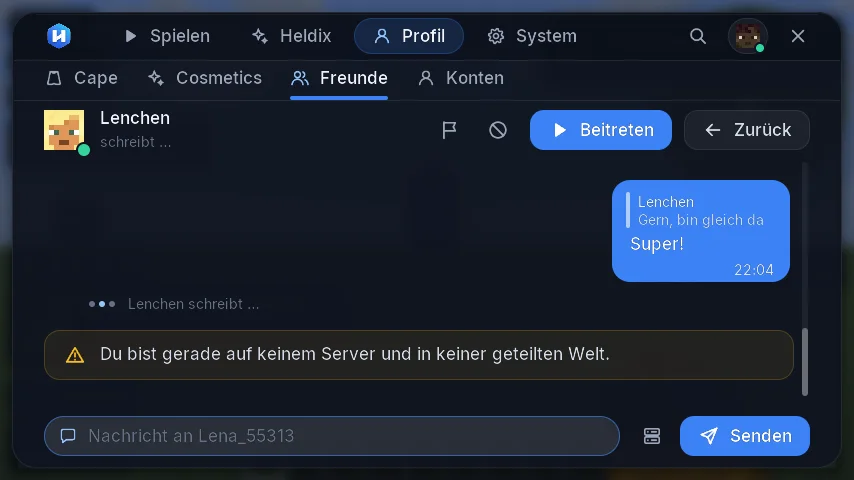 Spielen
Heldix
Profil
System
Cape
Cosmetics
Freunde
Konten
Lenchen
schreibt ...
Beitreten
Zurück
Lenchen
Gern, bin gleich da
Super!
22:04
Lenchen schreibt ...
Du bist gerade auf keinem Server und in keiner geteilten Welt.
Nachricht an Lena_55313
Senden